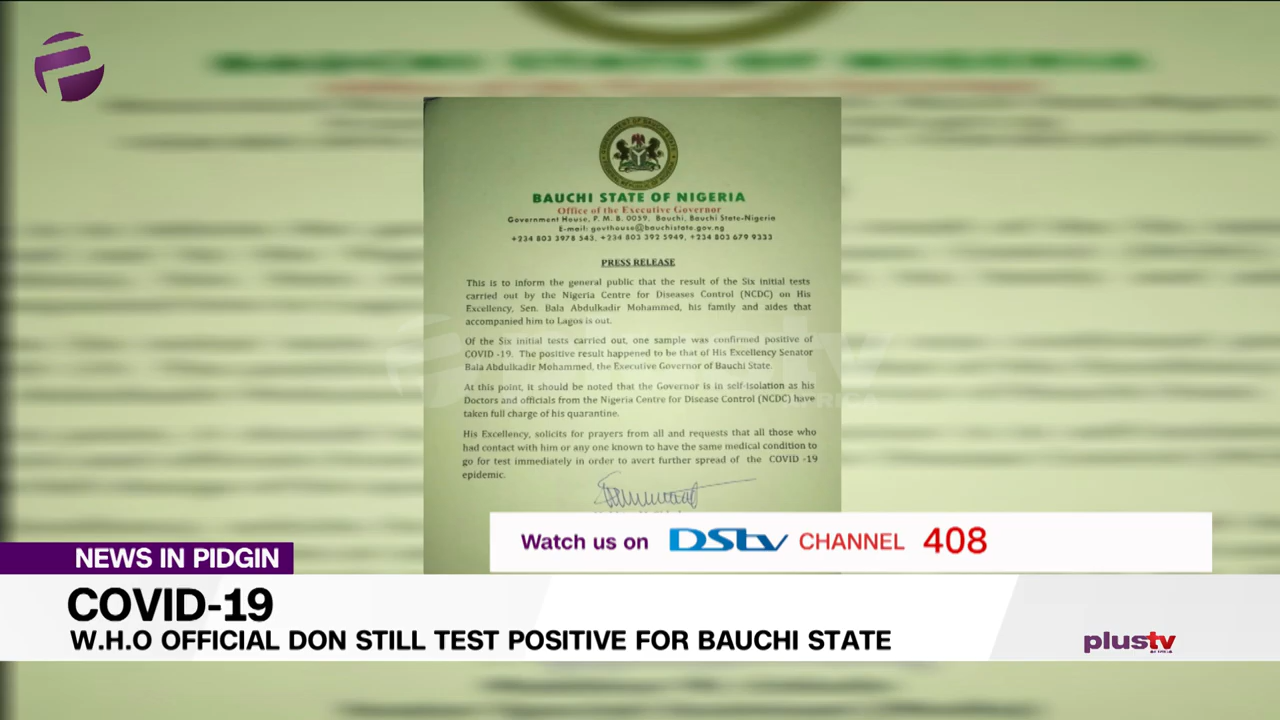 GOVERNMENT OF BAUCHI STATE
FEDERAL REPUBLIC OF NIGERIA
BAUCHI STATE OF NIGERIA
Office of the Executive Governor
Government House, P. M. B. 0059, Bauchi, Bauchi State-Nigeria
E-mail: govthouse@bauchistate.gov.ng
+234 803 3978 543, +234 803 392 5949, +234 803 679 9333
PRESS RELEASE
This is to inform the general public that the result of the Six initial tests
carried out by the Nigeria Centre for Diseases Control (NCDC) on His
Excellency, Sen. Bala Abdulkadir Mohammed, his family and aides that
accompanied him to Lagos is out.
Of the Six initial tests carried out, one sample was confirmed positive of
COVID -19. The positive result happened to be that of His Excellency Senator
Bala Abdulkadir Mohammed, the Executive Governor of Bauchi State.
At this point, it should be noted that the Governor is in self-isolation as his
Doctors and officials from the Nigeria Centre for Disease Control (NCDC) have
taken full charge of his quarantine.
His Excellency, solicits for prayers from all and requests that all those who
had contact with him or any one known to have the same medical condition to
go for test immediately in order to avert further spread of the COVID -19
epidemic.
Watch us on DStv CHANNEL 408
NEWS IN PIDGIN
COVID-19
W.H.O OFFICIAL DON STILL TEST POSITIVE FOR BAUCHI STATE
plustv
AFRICA